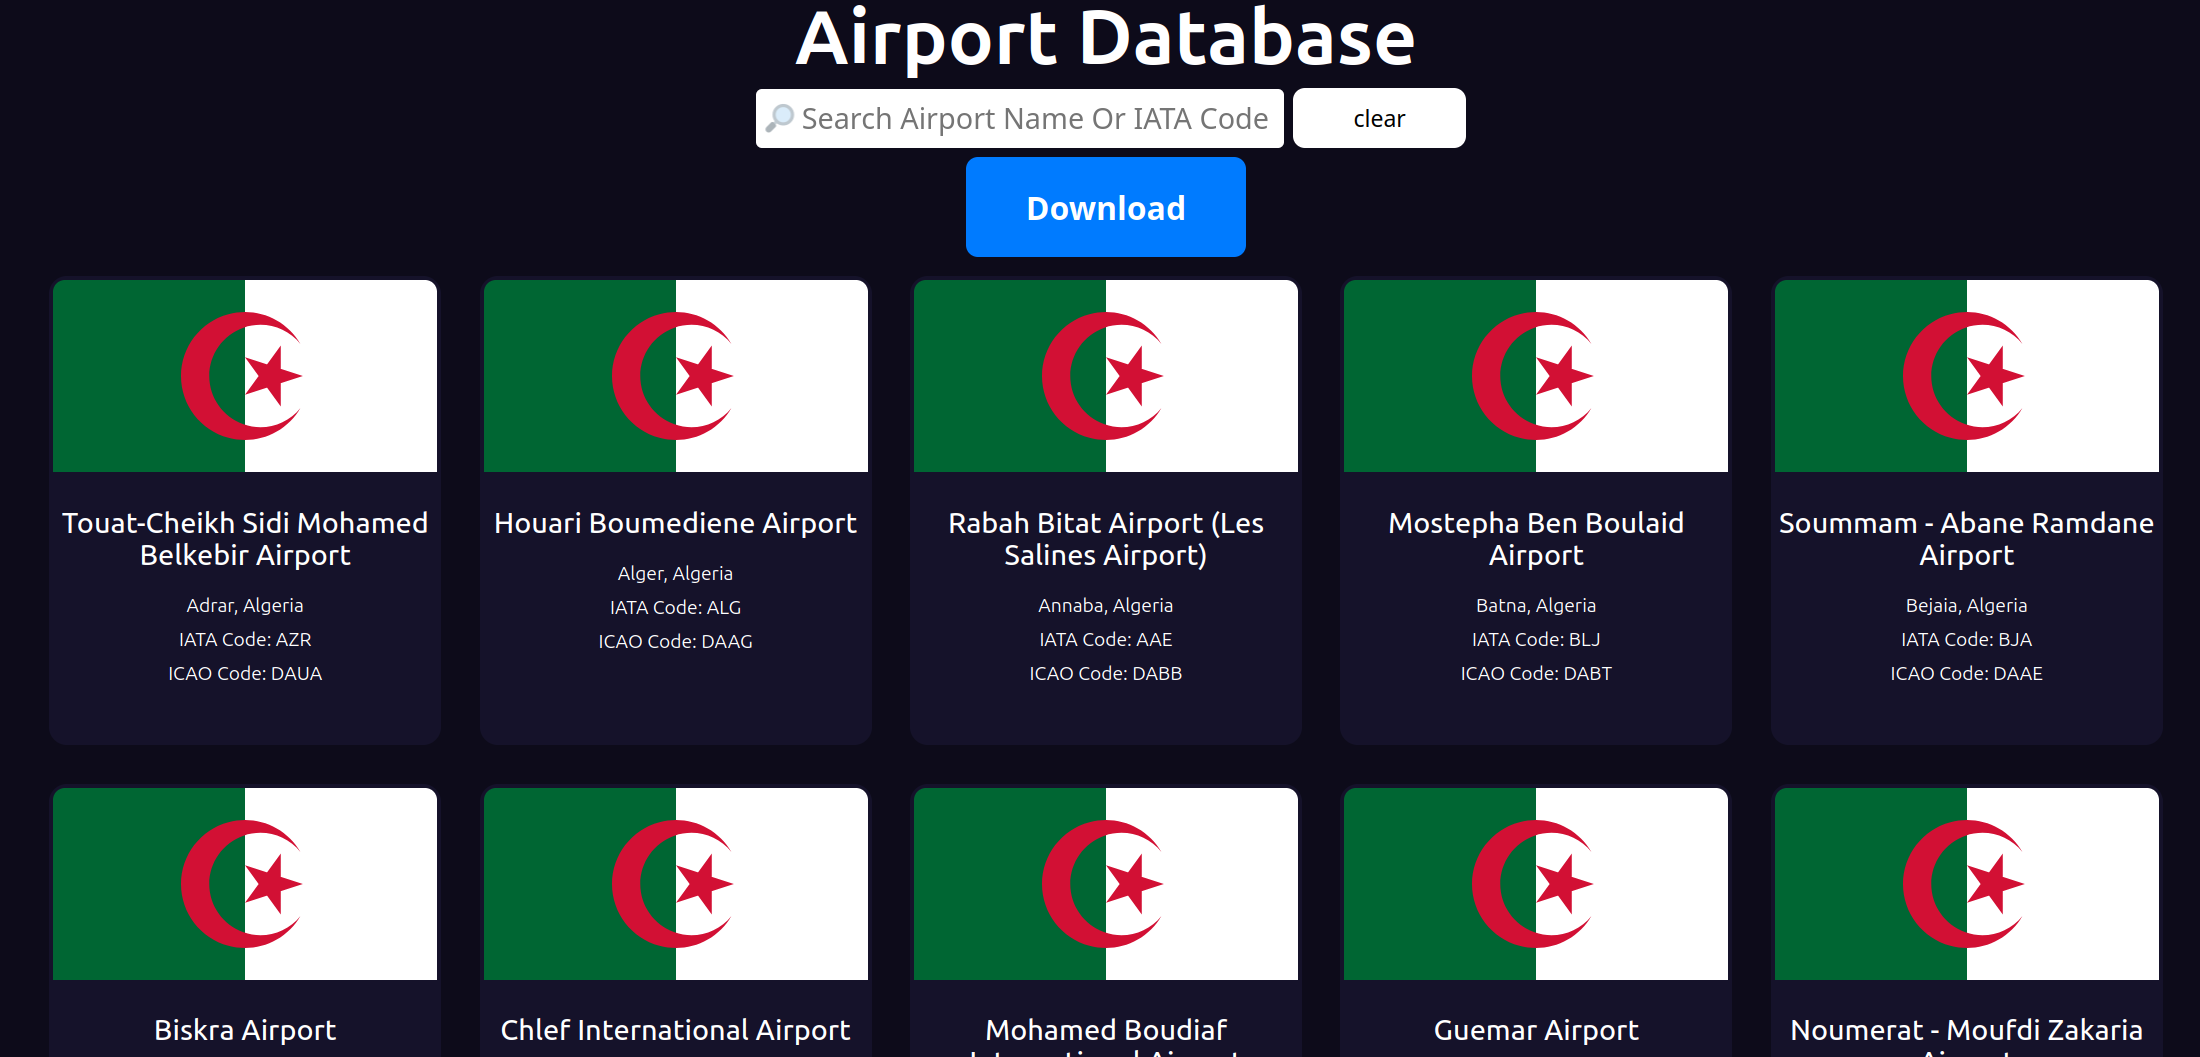 Airport Database
🔎 Search Airport Name Or IATA Code
clear
Download
Touat-Cheikh Sidi Mohamed
Belkebir Airport
Adrar, Algeria
IATA Code: AZR
ICAO Code: DAUA
Houari Boumediene Airport
Alger, Algeria
IATA Code: ALG
ICAO Code: DAAG
Rabah Bitat Airport (Les
Salines Airport)
Annaba, Algeria
IATA Code: AAE
ICAO Code: DABB
Mostepha Ben Boulaid
Airport
Batna, Algeria
IATA Code: BLJ
ICAO Code: DABT
Soummam - Abane Ramdane
Airport
Bejaia, Algeria
IATA Code: BJA
ICAO Code: DAAE
Biskra Airport
Chlef International Airport
Mohamed Boudiaf
Guemar Airport
Noumerat - Moufdi Zakaria